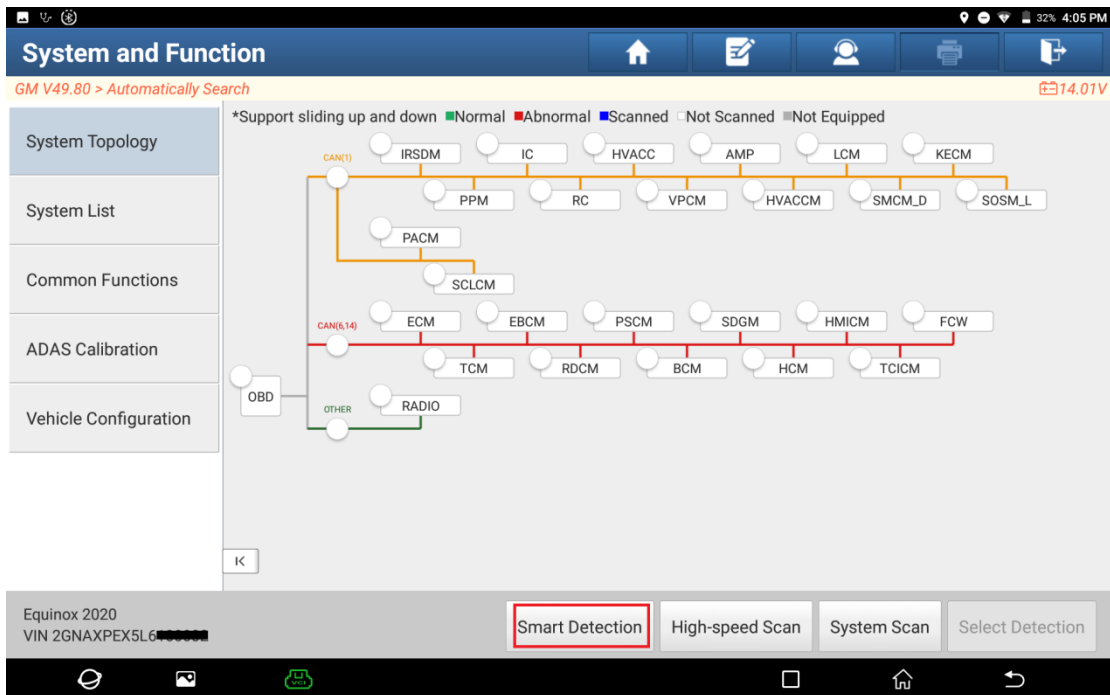 32% 4:05 PM
System and Function
GM V49.80 > Automatically Search
14.01V
System Topology
System List
Common Functions
ADAS Calibration
Vehicle Configuration
*Support sliding up and down Normal Abnormal Scanned Not Scanned Not Equipped
CAN(1)
IRSDM IC HVACC AMP LCM KECM
PPM RC VPCM HVACCM SMCM_D SOSM_L
PACM
SCLCM
CAN(6,14)
ECM EBCM PSCM SDGM HMICM FCW
TCM RDCM BCM HCM TCICM
OBD
OTHER
RADIO
Equinox 2020
VIN 2GNAXPEX5L6
Smart Detection High-speed Scan System Scan Select Detection
VCI